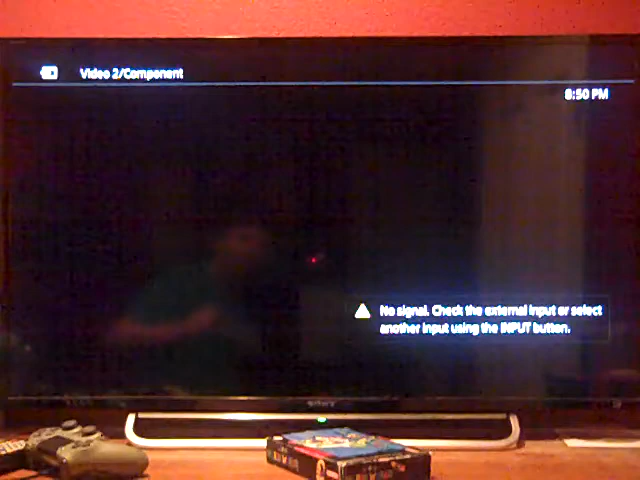 Video 2/Component
8:50 PM
No signal. Check the external input or select
another input using the INPUT button.
SONY